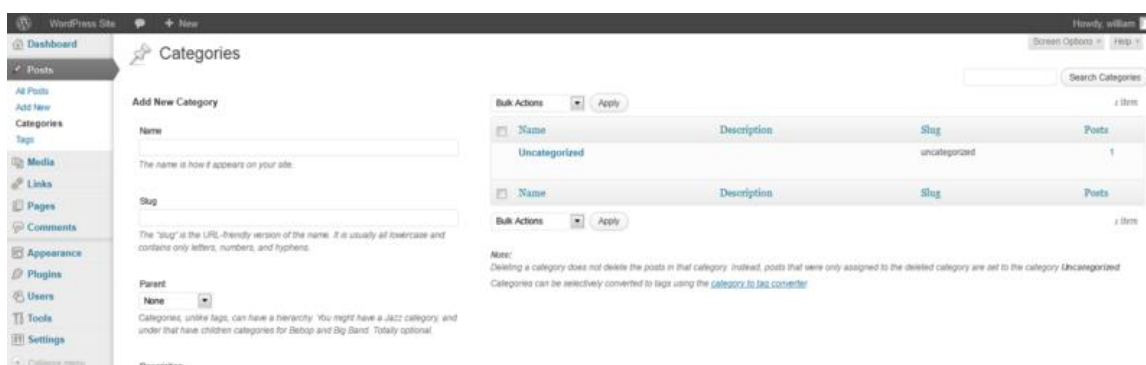 WordPress Site + New Howdy, william
Dashboard
Screen Options Help
Categories
Posts
Search Categories
All Posts
Add New
Categories
Tags
Media
Links
Pages
Comments
Appearance
Plugins
Users
Tools
Settings
Collapse menu
Add New Category
Name
The name is how it appears on your site.
Slug
The "slug" is the URL-friendly version of the name. It is usually all lowercase and
contains only letters, numbers, and hyphens.
Parent
None
Categories, unlike tags, can have a hierarchy. You might have a Jazz category, and
under that have children categories for Bebop and Big Band. Totally optional.
Description
Bulk Actions Apply 1 item
Name Description Slug Posts
Uncategorized uncategorized 1
Name Description Slug Posts
Bulk Actions Apply 1 item
Note:
Deleting a category does not delete the posts in that category. Instead, posts that were only assigned to the deleted category are set to the category Uncategorized
Categories can be selectively converted to tags using the category to tag converter